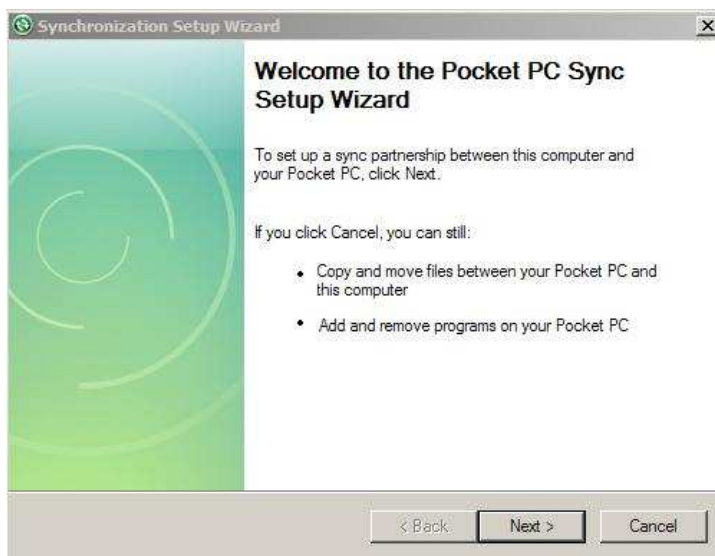 Synchronization Setup Wizard
Welcome to the Pocket PC Sync
Setup Wizard
To set up a sync partnership between this computer and
your Pocket PC, click Next.
If you click Cancel, you can still:
• Copy and move files between your Pocket PC and
this computer
• Add and remove programs on your Pocket PC
< Back
Next >
Cancel